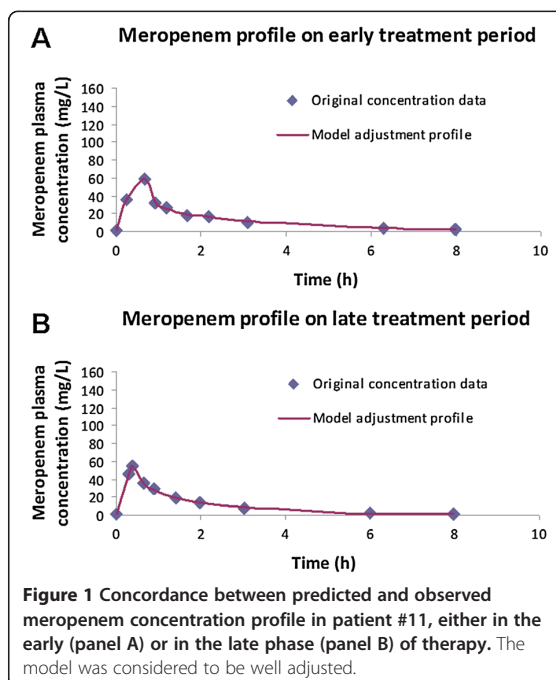 A
Meropenem profile on early treatment period
Meropenem plasma
concentration (mg/L)
160
140
120
100
80
60
40
20
0
Original concentration data
Model adjustment profile
0 2 4 6 8 10
Time (h)
B
Meropenem profile on late treatment period
Meropenem plasma
concentration (mg/L)
160
140
120
100
80
60
40
20
0
Original concentration data
Model adjustment profile
0 2 4 6 8 10
Time (h)
Figure 1 Concordance between predicted and observed
meropenem concentration profile in patient #11, either in the
early (panel A) or in the late phase (panel B) of therapy. The
model was considered to be well adjusted.